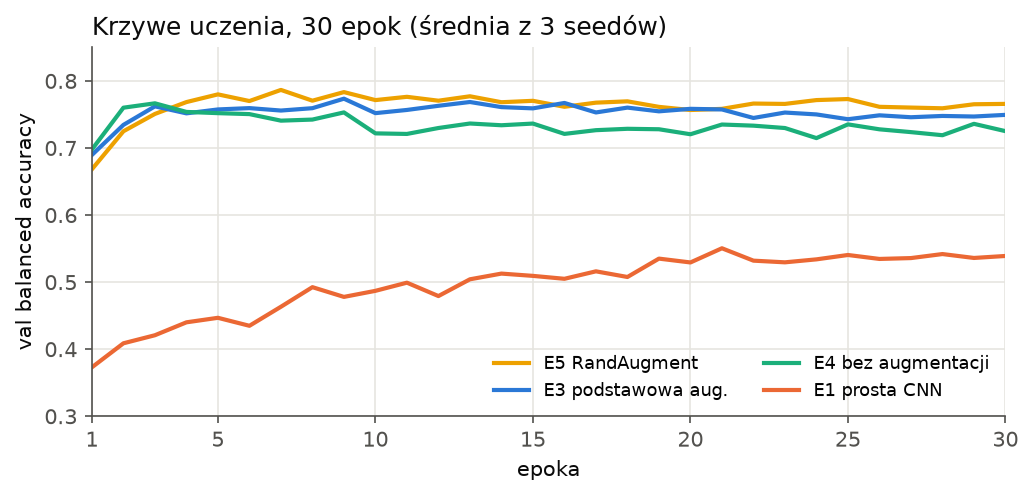 Krzywe uczenia, 30 epok (średnia z 3 seedów)
val balanced accuracy
0.8
0.7
0.6
0.5
0.4
0.3
E5 RandAugment
E4 bez augmentacji
E3 podstawowa aug.
E1 prosta CNN
1 5 10 15 20 25 30
epoka